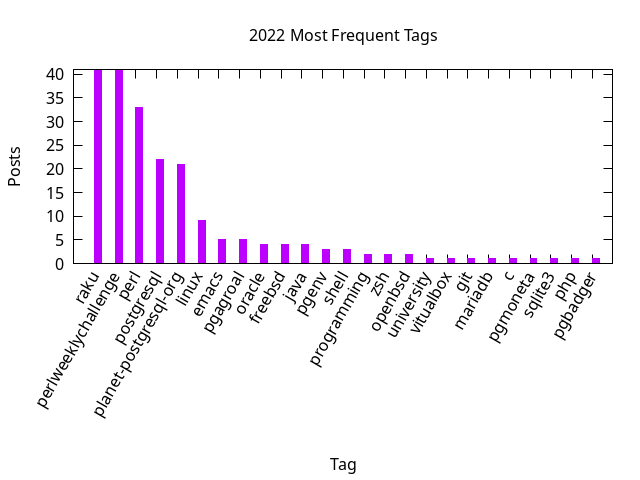 2022 Most Frequent Tags
Posts
40
35
30
25
20
15
10
5
0
raku
perlweeklychallenge
perl
postgresql
planet-postgresql-org
linux
emacs
pgagroal
oracle
freebsd
java
pgenv
shell
programming
zsh
openbsd
university
vitualbox
git
mariadb
c
pgmoneta
sqlite3
php
pgbadger
Tag